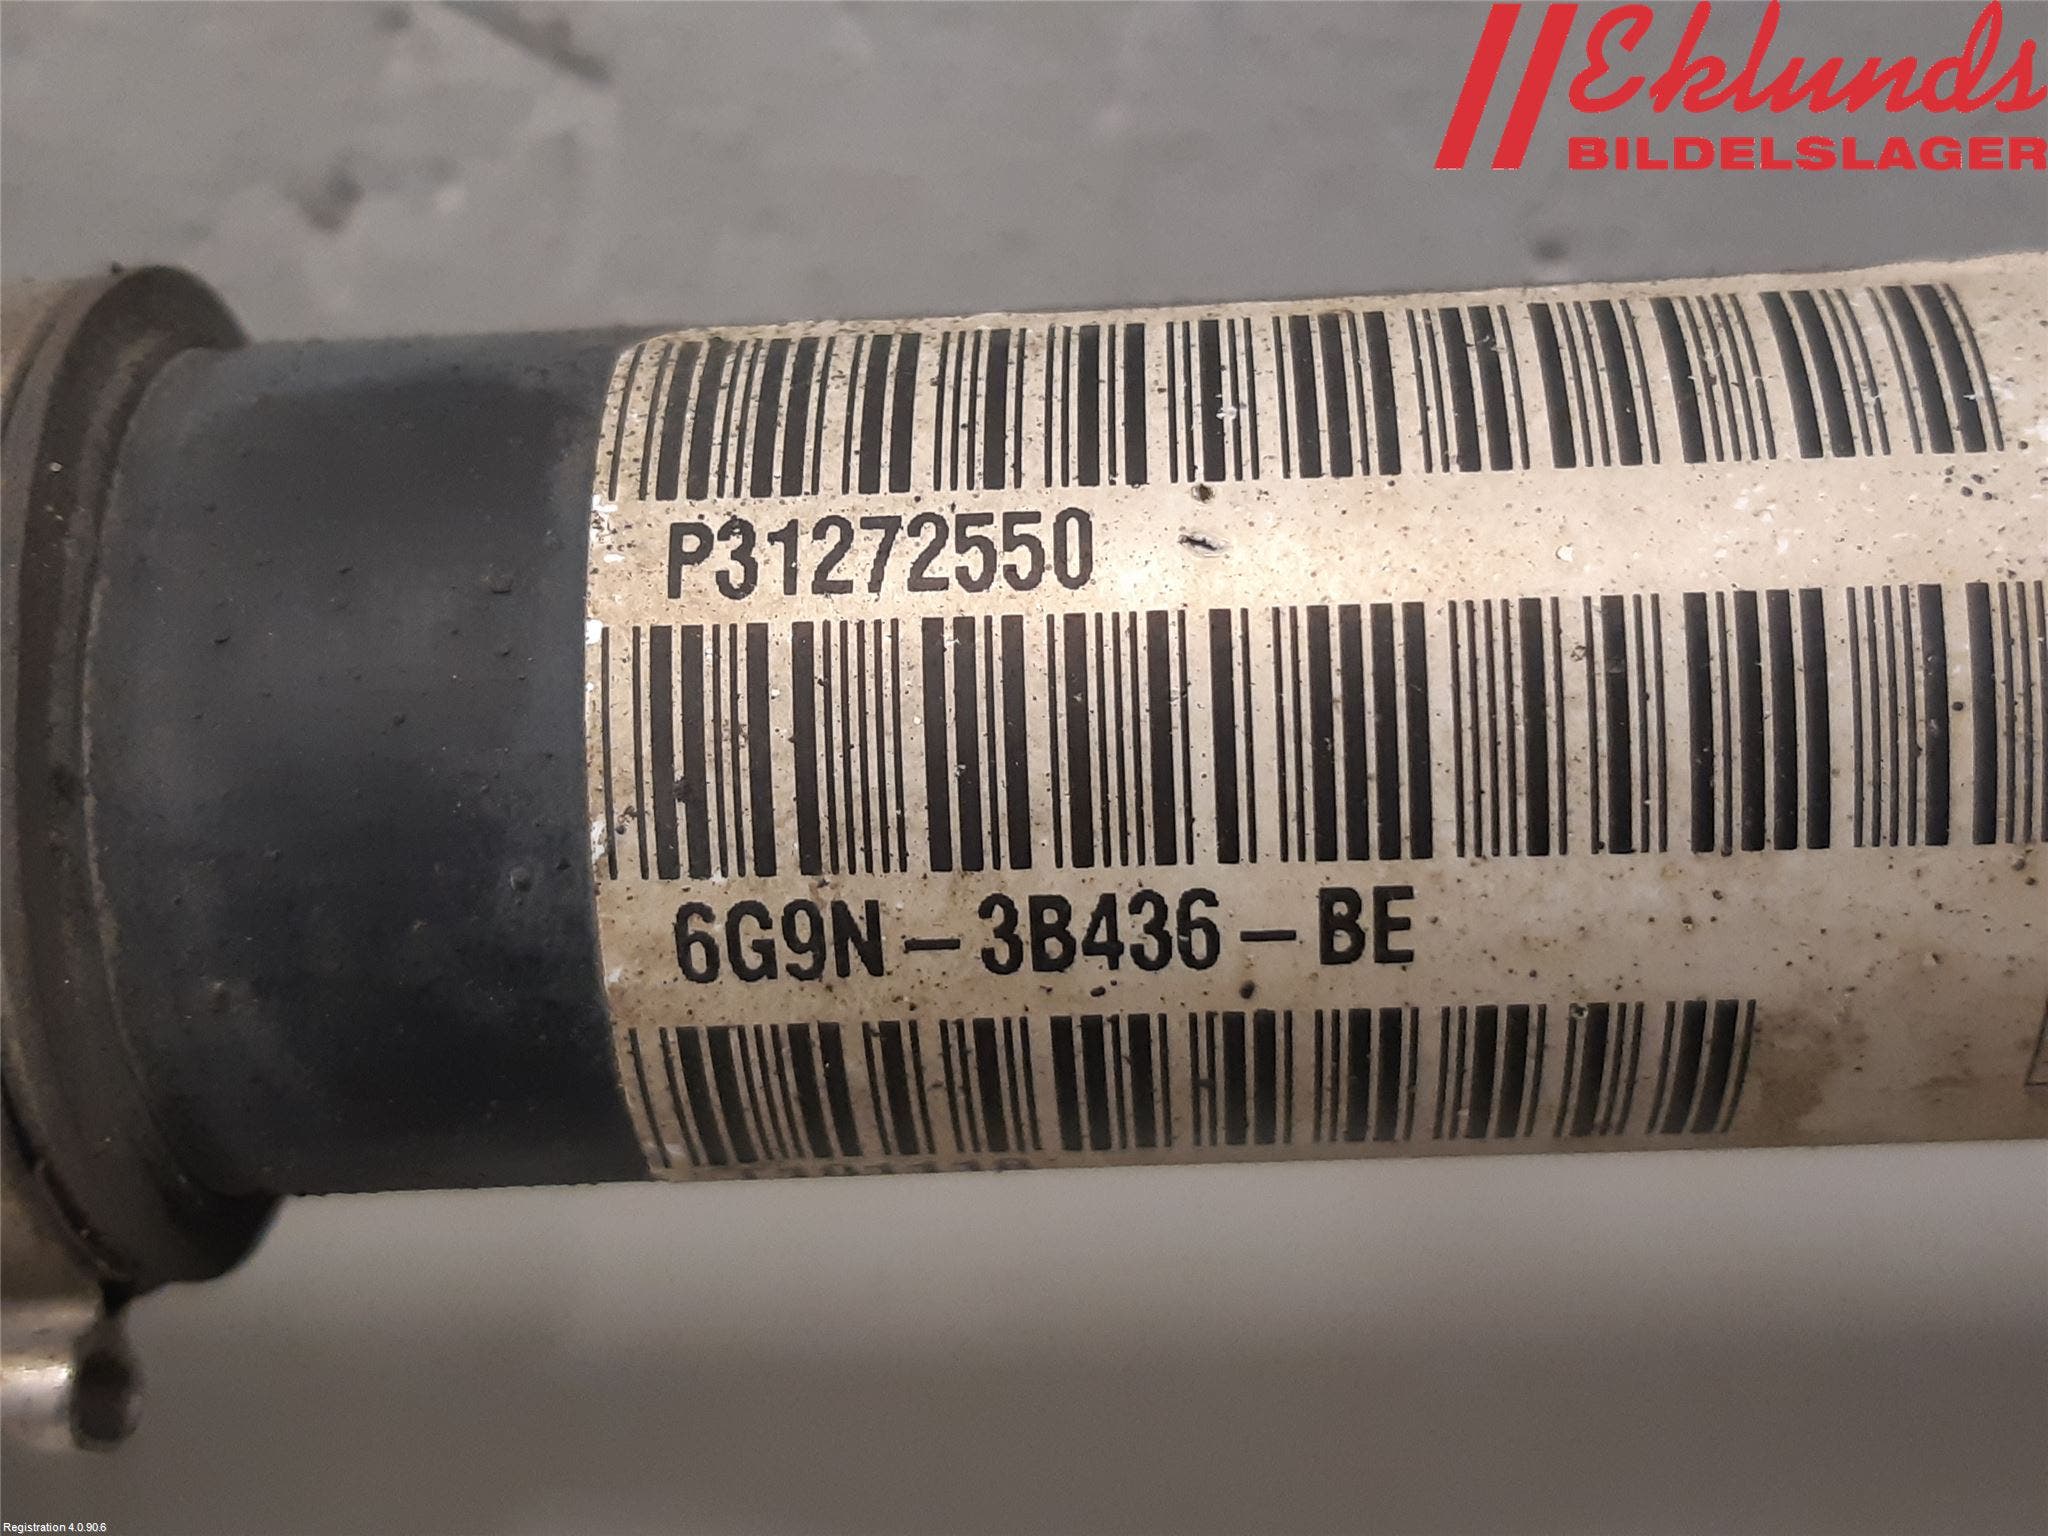 Eklunds
BILDELSLAGER
P31272550
6G9N-3B436-BE
Registration 4.0.90.6